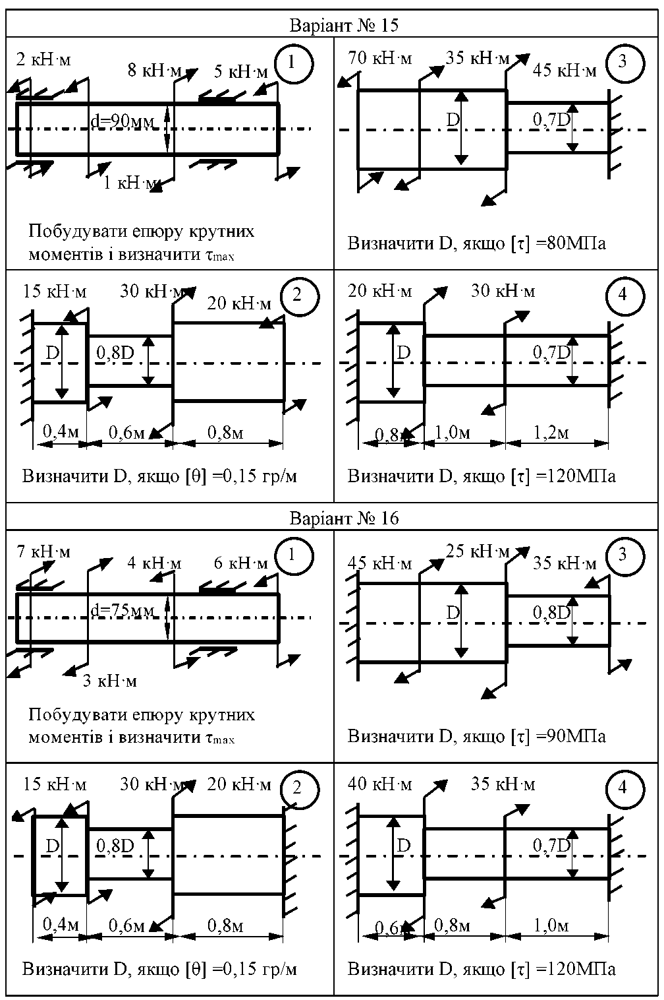 Варіант № 15
2 кН·м
8 кН·м
5 кН·м
1
d=90мм
1 кН·м
Побудувати епюру крутних
моментів і визначити τmax
70 кН·м
35 кН·м
45 кН·м
3
D
0,7D
Визначити D, якщо [τ] =80МПа
15 кН·м
30 кН·м
20 кН·м
2
D
0,8D
0,4м
0,6м
0,8м
Визначити D, якщо [θ] =0,15 гр/м
20 кН·м
30 кН·м
4
D
0,7D
0,8м
1,0м
1,2м
Визначити D, якщо [τ] =120МПа
Варіант № 16
7 кН·м
4 кН·м
6 кН·м
1
d=75мм
3 кН·м
Побудувати епюру крутних
моментів і визначити τmax
45 кН·м
25 кН·м
35 кН·м
3
D
0,8D
Визначити D, якщо [τ] =90МПа
15 кН·м
30 кН·м
20 кН·м
2
D
0,8D
0,4м
0,6м
0,8м
Визначити D, якщо [θ] =0,15 гр/м
40 кН·м
35 кН·м
4
D
0,7D
0,6м
0,8м
1,0м
Визначити D, якщо [τ] =120МПа